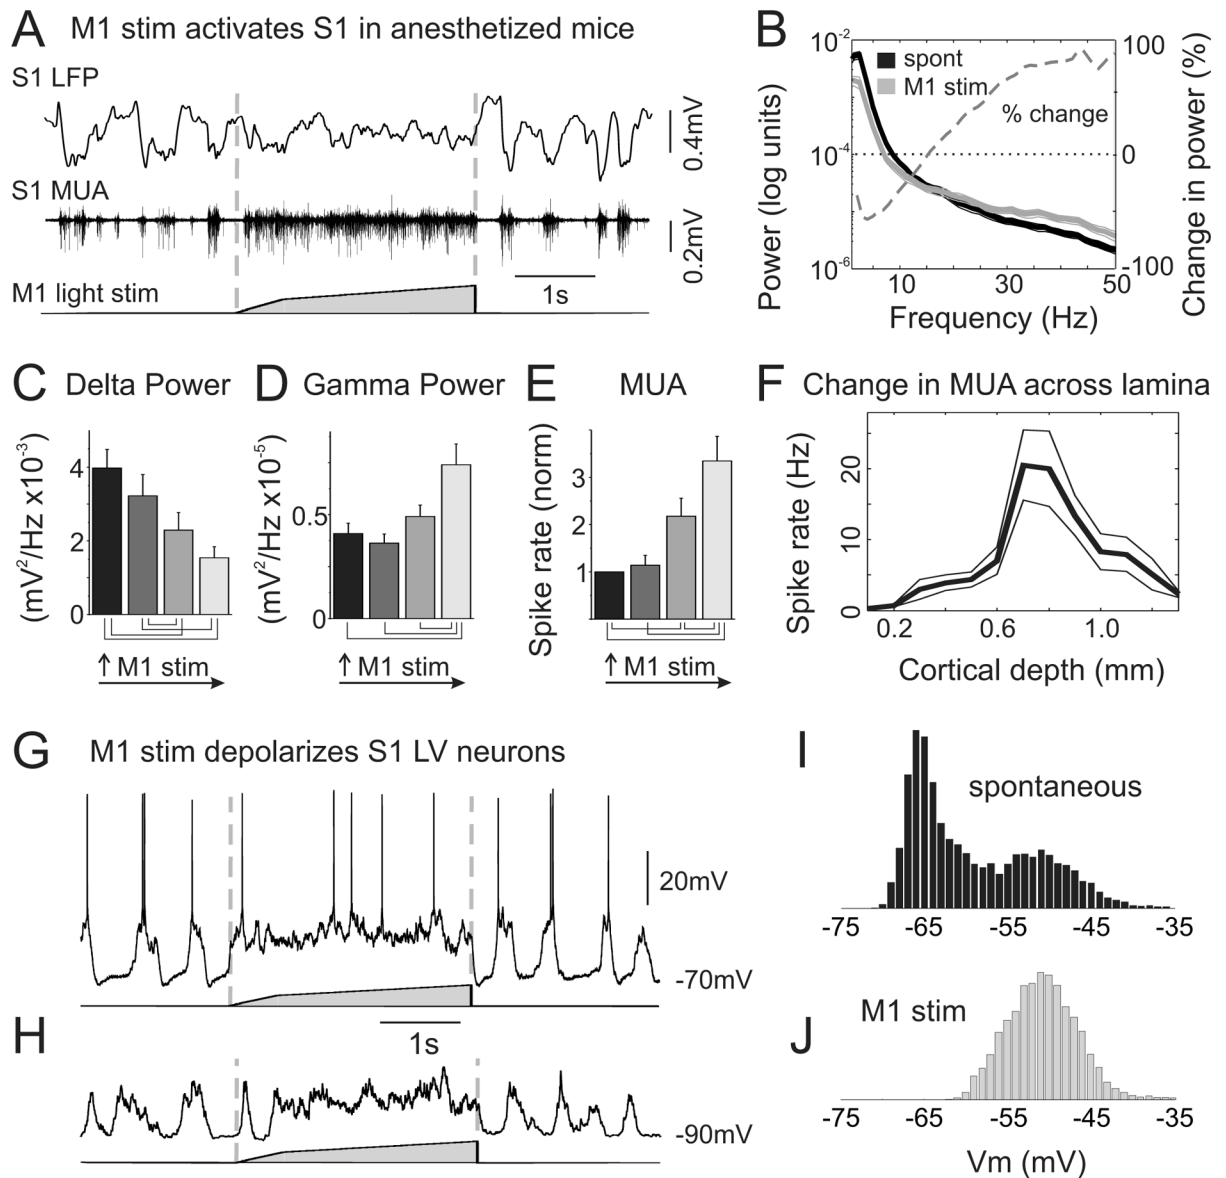 A M1 stim activates S1 in anesthetized mice
S1 LFP
0.4mV
S1 MUA
0.2mV
M1 light stim
1s
B
Power (log units)
10-2
10-4
10-6
spont
M1 stim
% change
100
0
-100
Change in power (%)
10 30 50
Frequency (Hz)
C Delta Power
(mV2/Hz x10-3)
4
2
0
↑ M1 stim
D Gamma Power
(mV2/Hz x10-5)
0.5
0
↑ M1 stim
E MUA
Spike rate (norm)
3
2
1
↑ M1 stim
F Change in MUA across lamina
Spike rate (Hz)
20
10
0
0.2 0.6 1.0
Cortical depth (mm)
G M1 stim depolarizes S1 LV neurons
20mV
-70mV
1s
H
-90mV
I
spontaneous
-75 -65 -55 -45 -35
J
M1 stim
-75 -65 -55 -45 -35
Vm (mV)